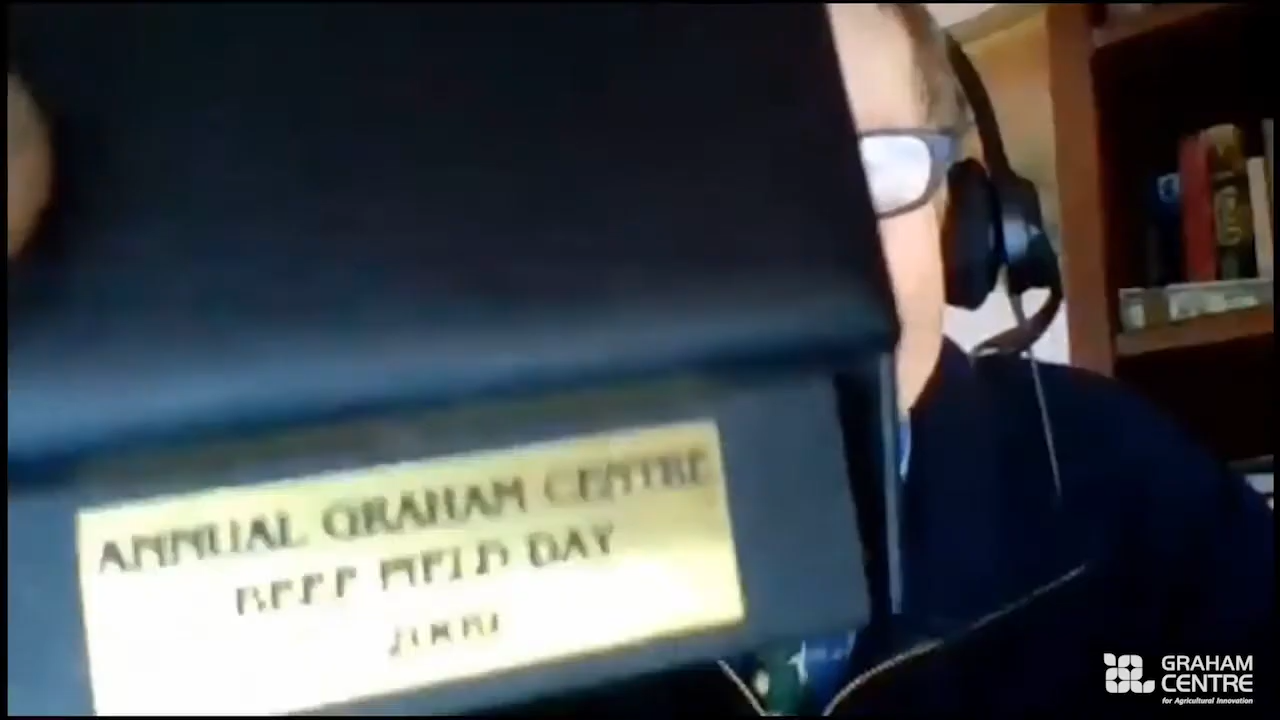 ANNUAL GRAHAM CENTRE
BEEF FIELD DAY
GRAHAM
CENTRE
for Agricultural Innovation